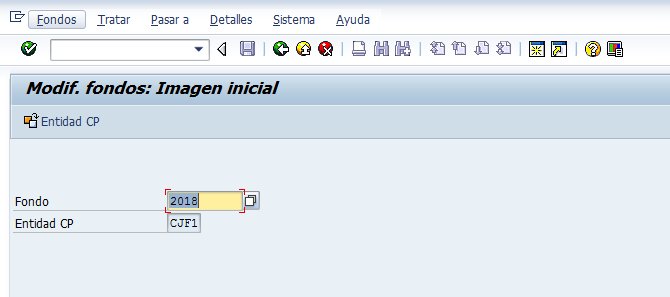 Fondos Tratar Pasar a Detalles Sistema Ayuda
Modif. fondos: Imagen inicial
Entidad CP
Fondo 2018
Entidad CP CJF1